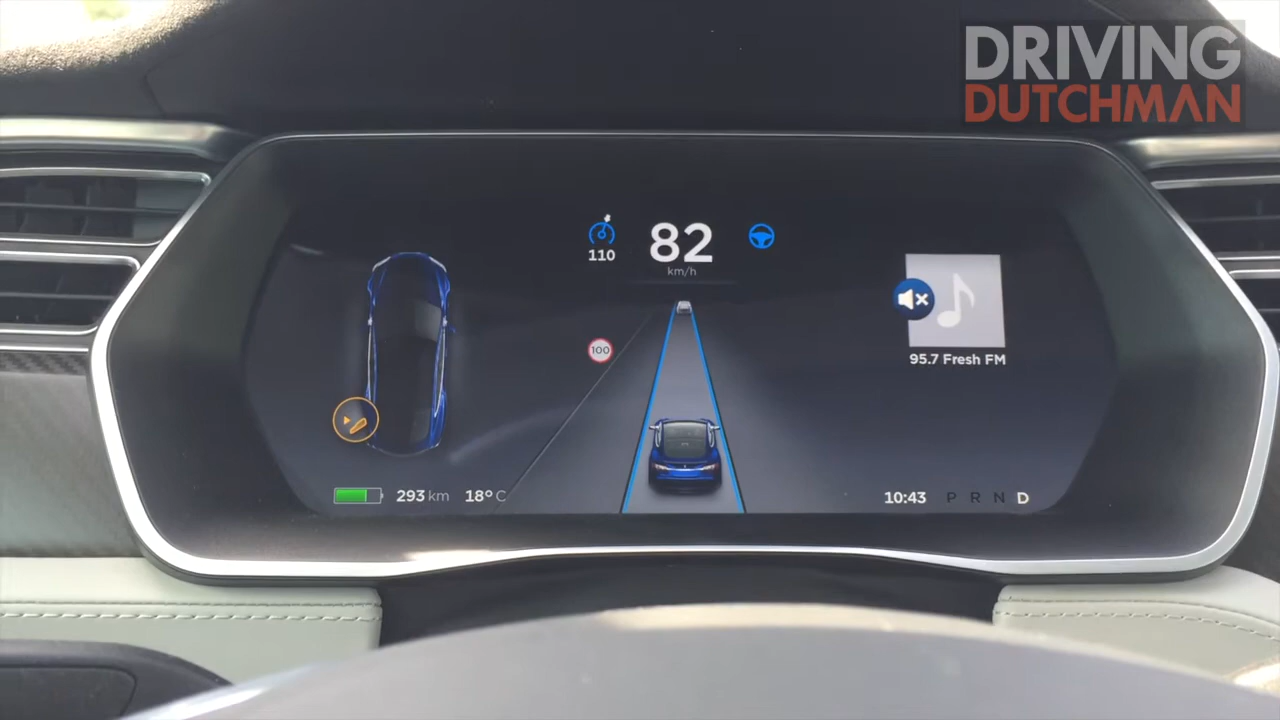 DRIVING
DUTCHMAN
110
82
km/h
100
95.7 Fresh FM
293 km
18° C
10:43
P R N D